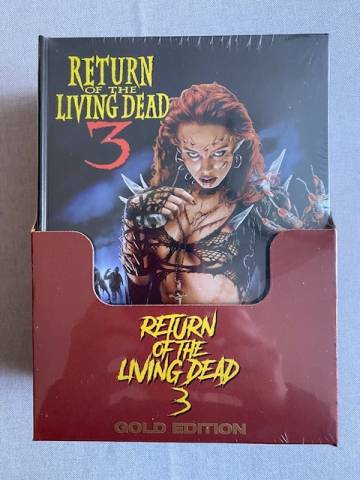 RETURN
OF THE
LIVING DEAD
3
RETURN
OF THE
LIVING DEAD
3
GOLD EDITION